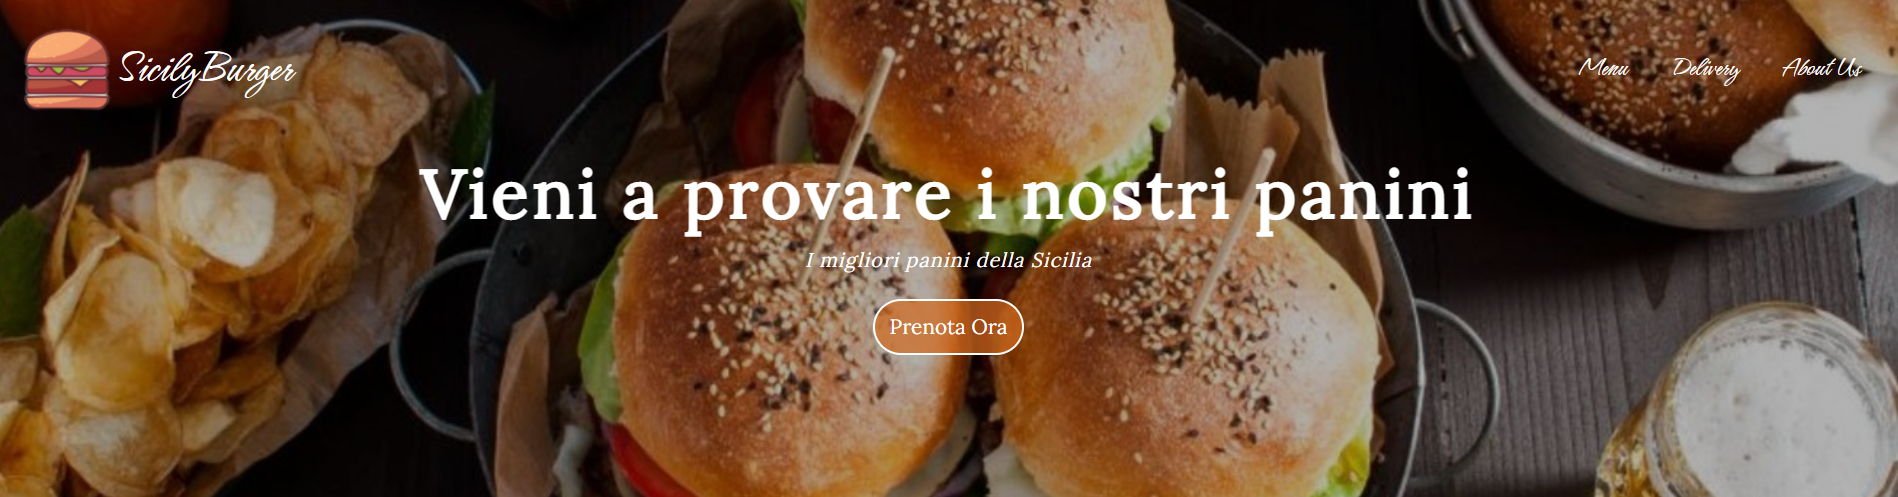 SicilyBurger
Menu
Delivery
About Us
Vieni a provare i nostri panini
I migliori panini della Sicilia
Prenota Ora